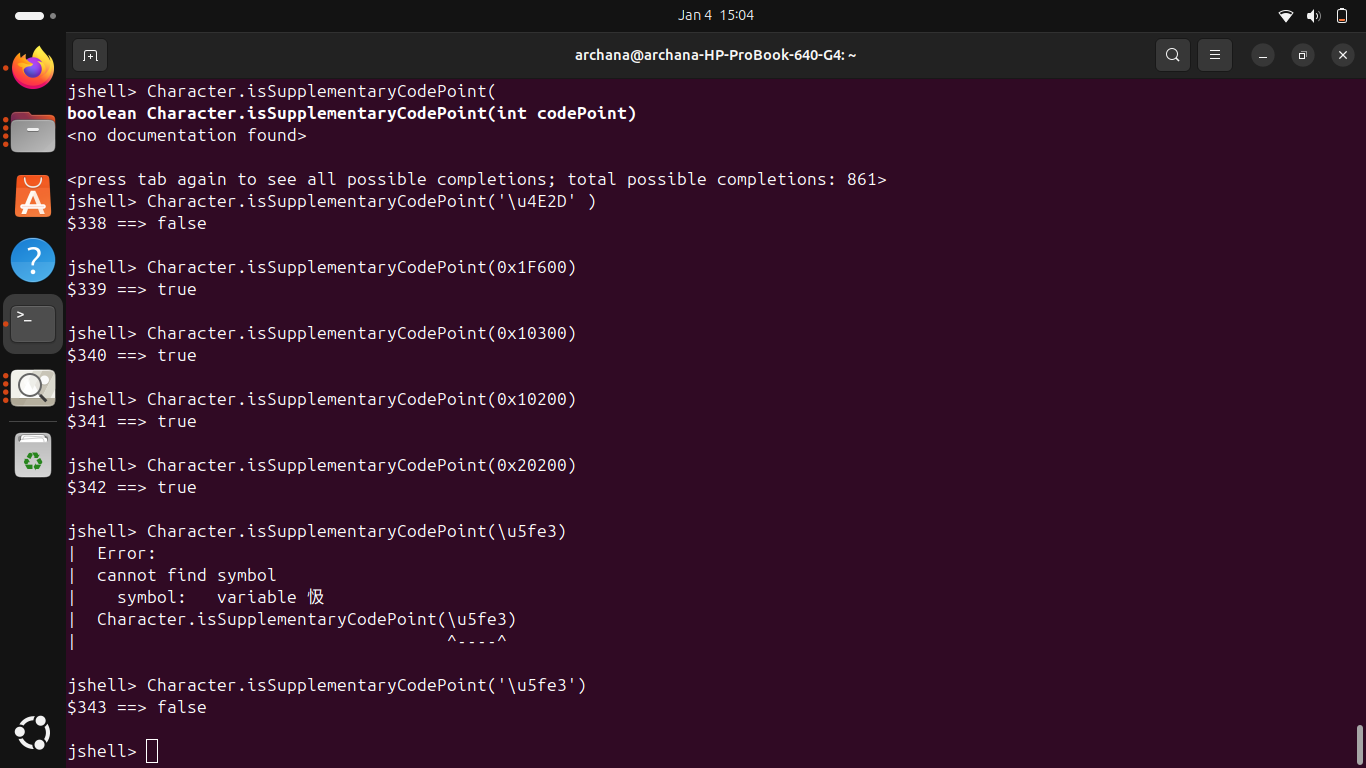 Jan 4 15:04
archana@archana-HP-ProBook-640-G4: ~
jshell> Character.isSupplementaryCodePoint(
boolean Character.isSupplementaryCodePoint(int codePoint)
<no documentation found>
<press tab again to see all possible completions; total possible completions: 861>
jshell> Character.isSupplementaryCodePoint('\u4E2D' )
$338 ==> false
jshell> Character.isSupplementaryCodePoint(0x1F600)
$339 ==> true
jshell> Character.isSupplementaryCodePoint(0x10300)
$340 ==> true
jshell> Character.isSupplementaryCodePoint(0x10200)
$341 ==> true
jshell> Character.isSupplementaryCodePoint(0x20200)
$342 ==> true
jshell> Character.isSupplementaryCodePoint(\u5fe3)
| Error:
| cannot find symbol
| symbol: variable 忣
| Character.isSupplementaryCodePoint(\u5fe3)
| ^----^
jshell> Character.isSupplementaryCodePoint('\u5fe3')
$343 ==> false
jshell>